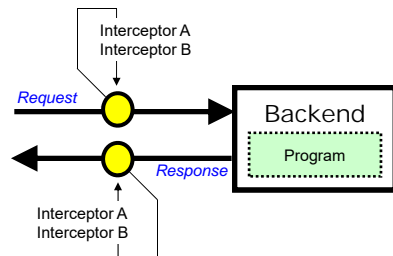 Interceptor A
Interceptor B
Request
Backend
Program
Response
Interceptor A
Interceptor B